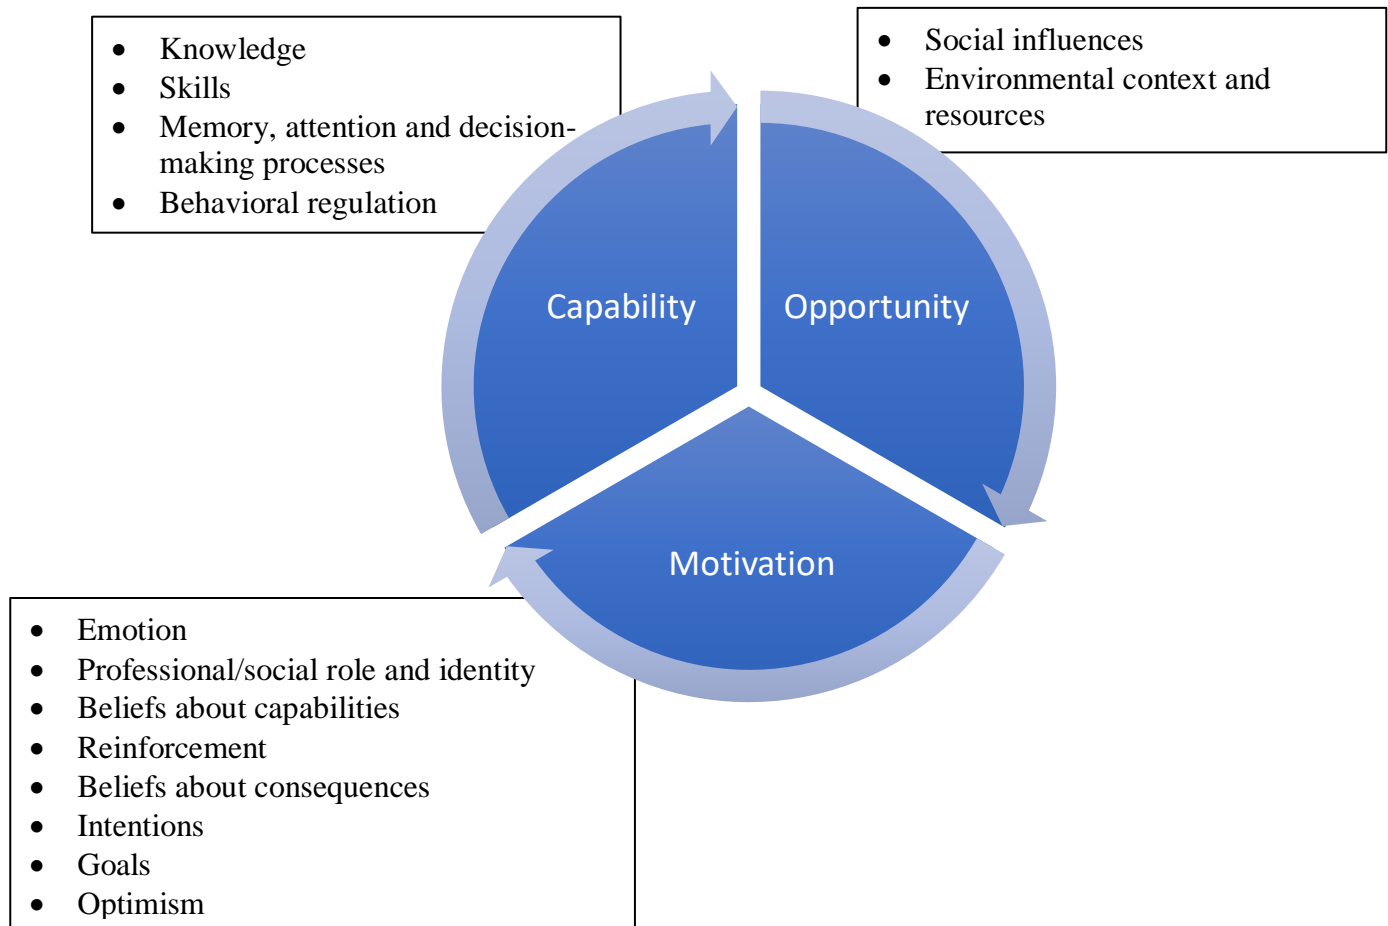 • Knowledge
• Skills
• Memory, attention and decision-
making processes
• Behavioral regulation
• Social influences
• Environmental context and
resources
Capability
Opportunity
Motivation
• Emotion
• Professional/social role and identity
• Beliefs about capabilities
• Reinforcement
• Beliefs about consequences
• Intentions
• Goals
• Optimism